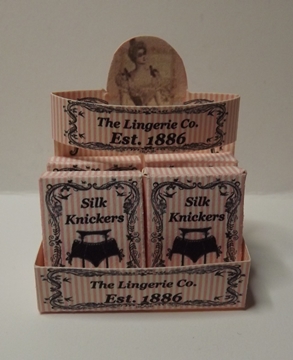 The Lingerie Co.
Est. 1886
Silk
Knickers
Silk
Knickers
The Lingerie Co.
Est. 1886